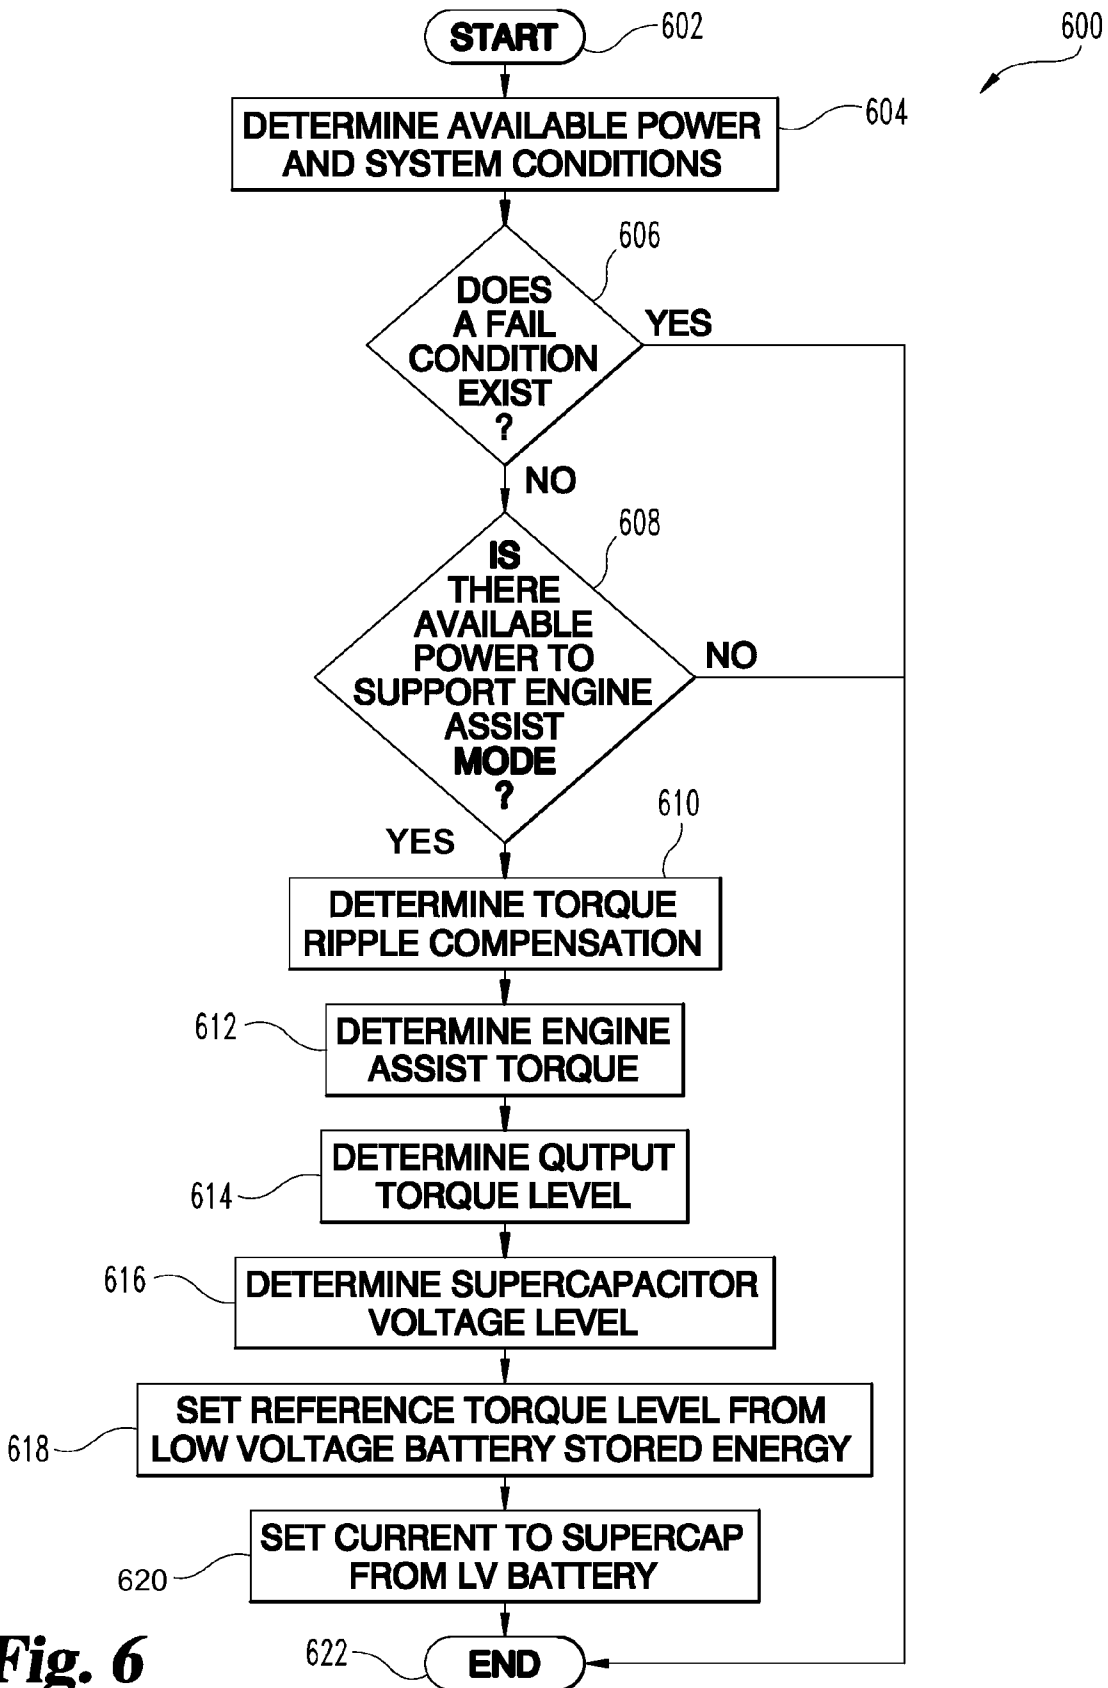 START
602
600
DETERMINE AVAILABLE POWER
AND SYSTEM CONDITIONS
604
606
DOES
A FAIL
CONDITION
EXIST
?
YES
NO
608
IS
THERE
AVAILABLE
POWER TO
SUPPORT ENGINE
ASSIST
MODE
?
NO
YES
610
DETERMINE TORQUE
RIPPLE COMPENSATION
612
DETERMINE ENGINE
ASSIST TORQUE
DETERMINE QUTPUT
TORQUE LEVEL
614
616
DETERMINE SUPERCAPACITOR
VOLTAGE LEVEL
SET REFERENCE TORQUE LEVEL FROM
LOW VOLTAGE BATTERY STORED ENERGY
618
SET CURRENT TO SUPERCAP
FROM LV BATTERY
620
622
END
Fig. 6